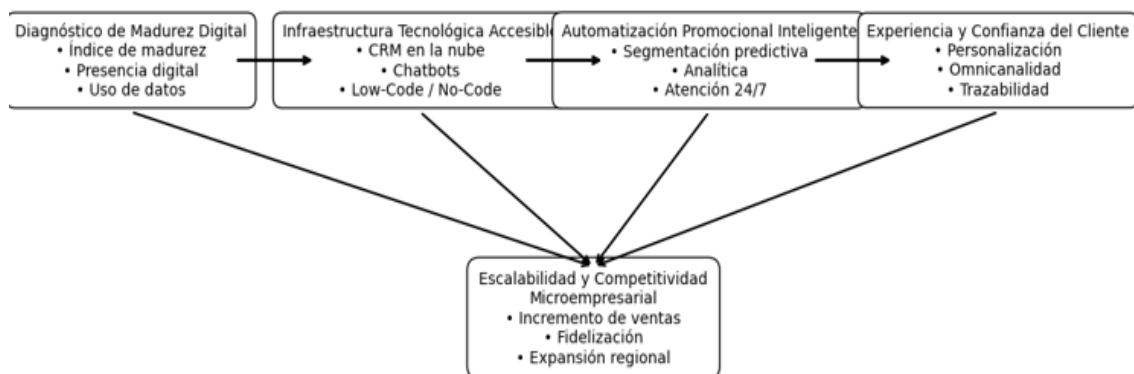 Diagnóstico de Madurez Digital
• Índice de madurez
• Presencia digital
• Uso de datos
Infraestructura Tecnológica Accesible
• CRM en la nube
• Chatbots
• Low-Code / No-Code
Automatización Promocional Inteligente
• Segmentación predictiva
• Analítica
• Atención 24/7
Experiencia y Confianza del Cliente
• Personalización
• Omnicanalidad
• Trazabilidad
Escalabilidad y Competitividad
Microempresarial
• Incremento de ventas
• Fidelización
• Expansión regional